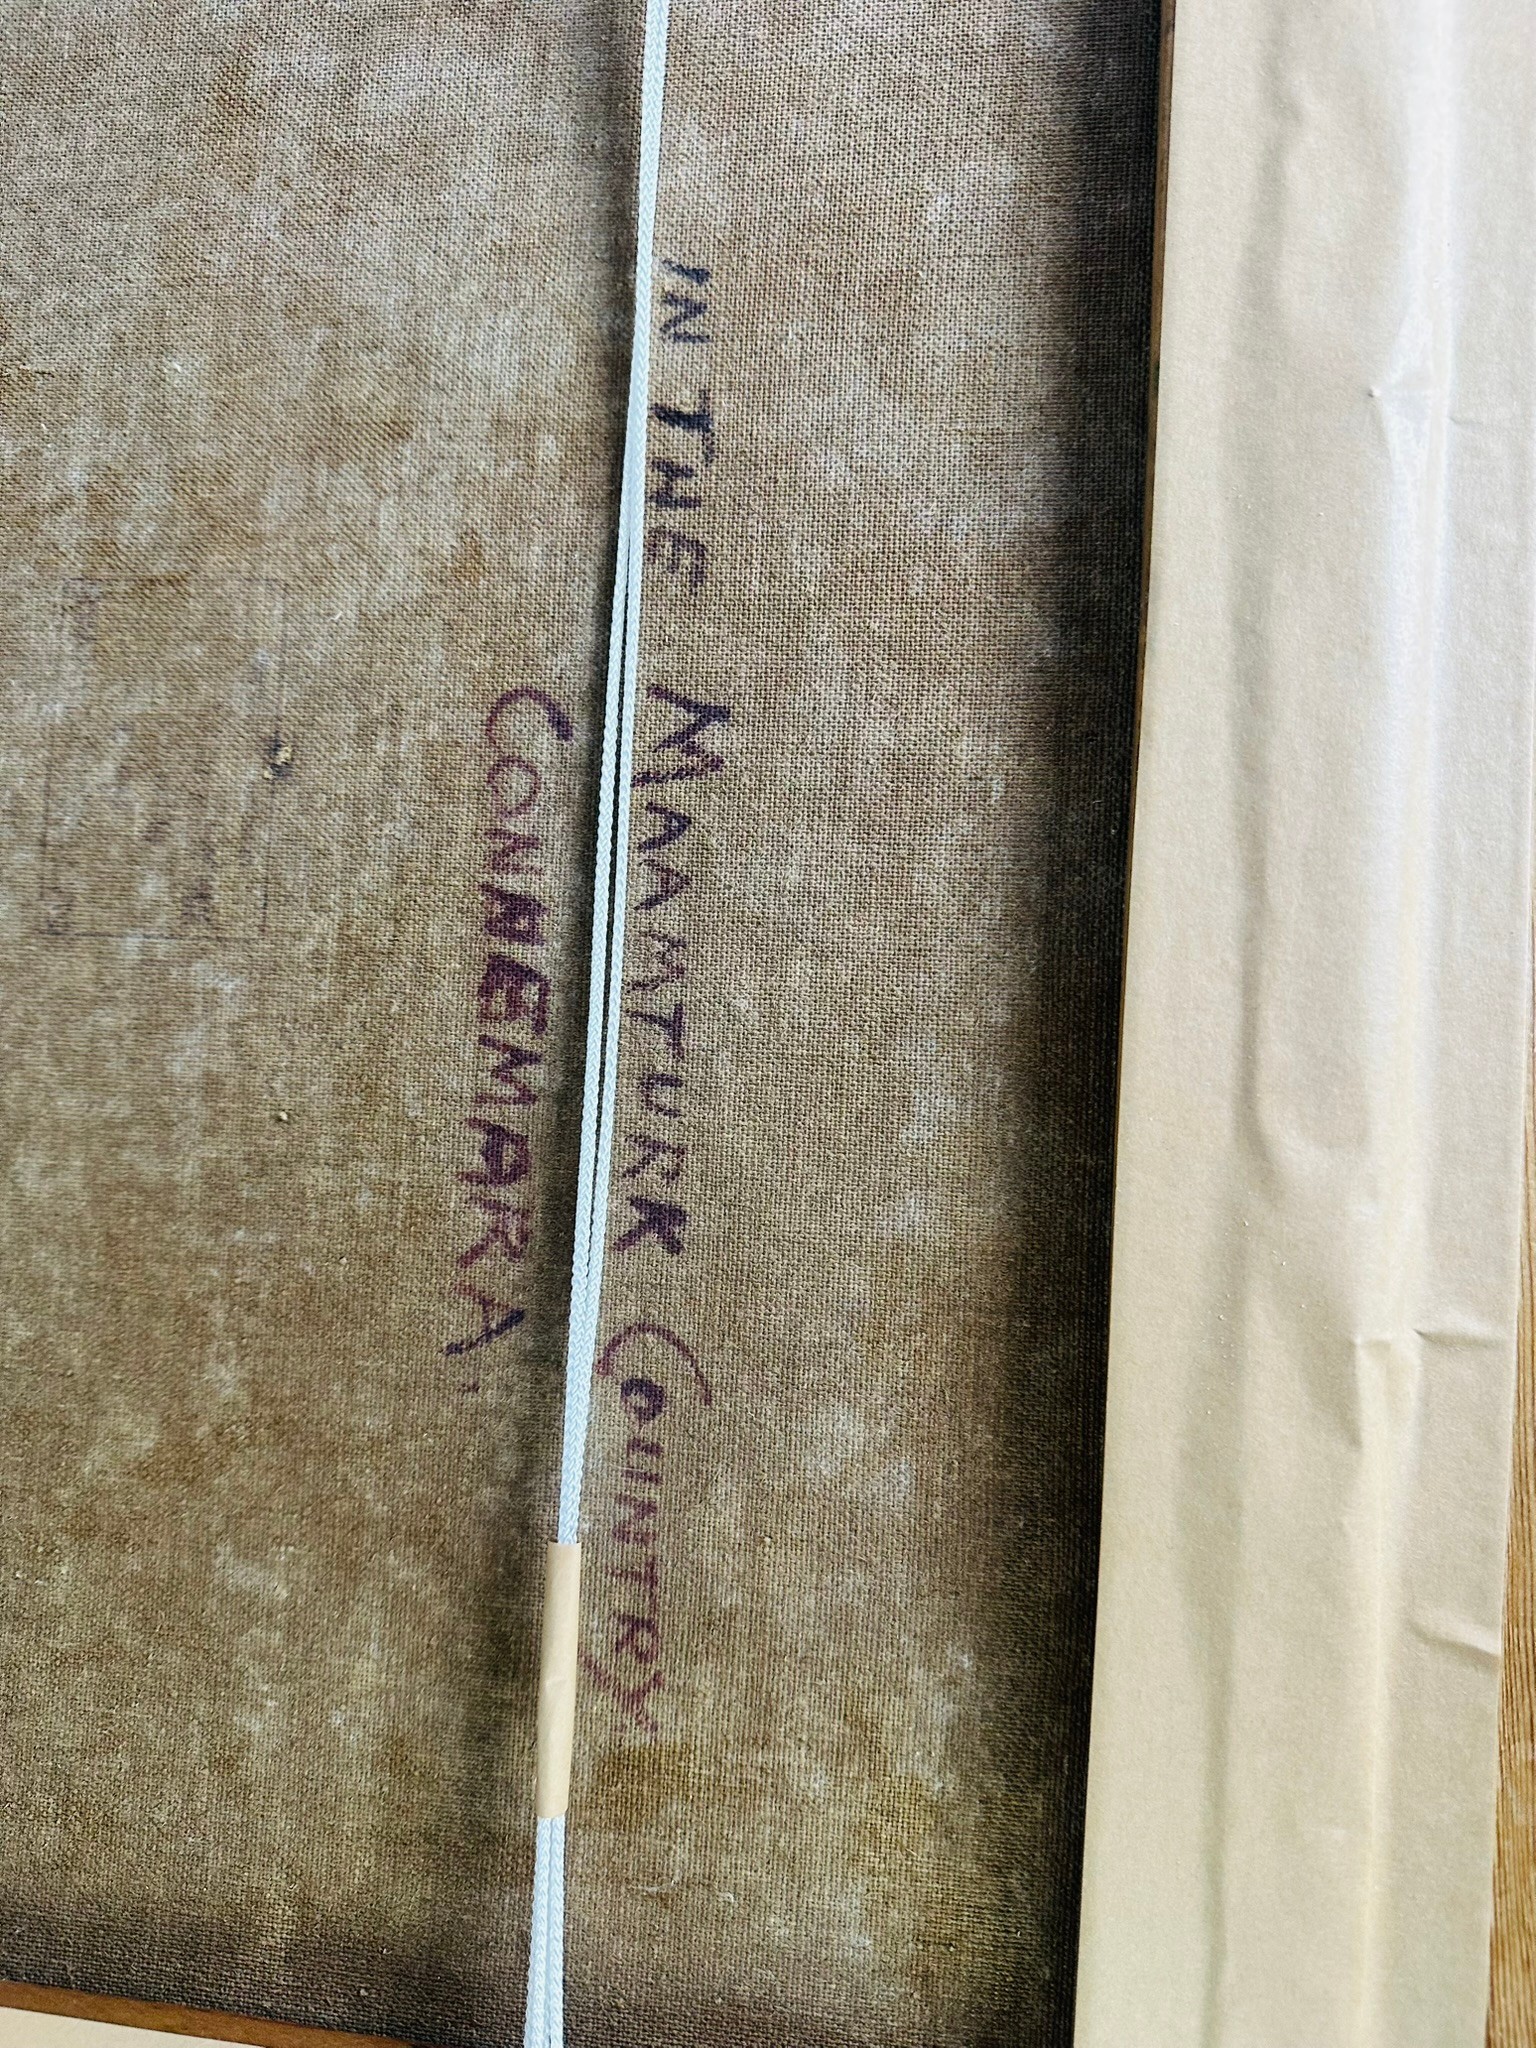 IN THE MAAMTURK COUNTRY
CONNEMARA.